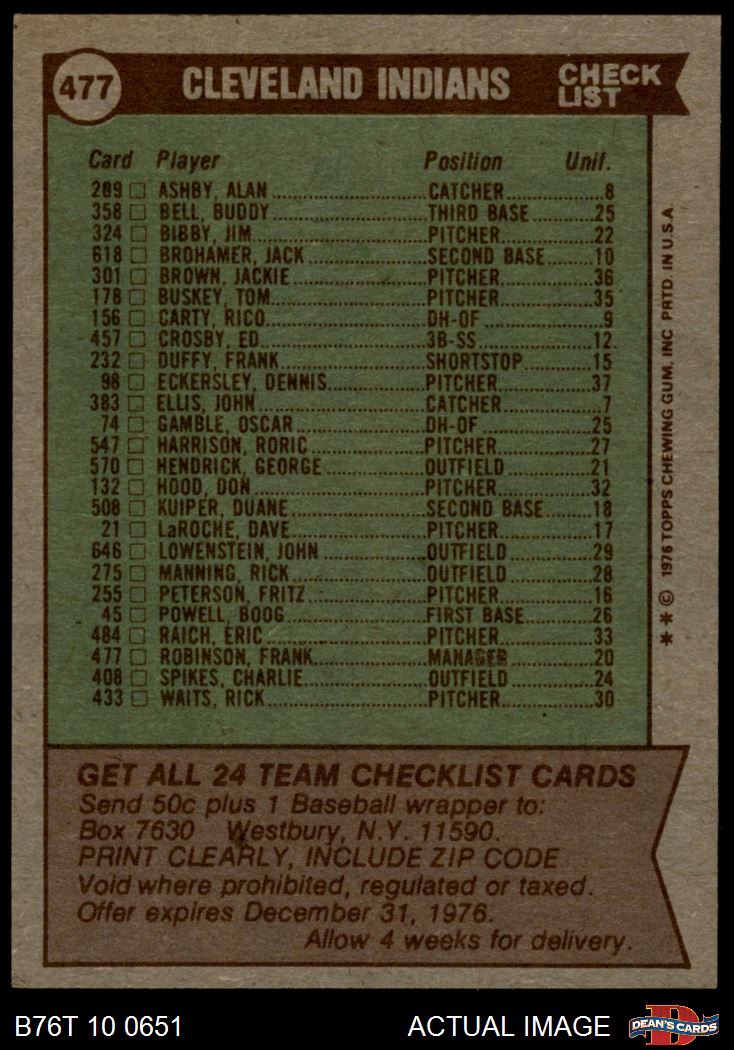 477 CLEVELAND INDIANS CHECK LIST
Card Player Position Unif.
289 ASHBY, ALAN CATCHER 8
358 BELL, BUDDY THIRD BASE 25
324 BIBBY, JIM PITCHER 22
618 BROHAMER, JACK SECOND BASE 10
301 BROWN, JACKIE PITCHER 36
178 BUSKEY, TOM PITCHER 35
156 CARTY, RICO DH-OF 9
457 CROSBY, ED 3B-SS 12
232 DUFFY, FRANK SHORTSTOP 15
98 ECKERSLEY, DENNIS PITCHER 37
383 ELLIS, JOHN CATCHER 7
74 GAMBLE, OSCAR DH-OF 25
547 HARRISON, RORIC PITCHER 27
570 HENDRICK, GEORGE OUTFIELD 21
132 HOOD, DON PITCHER 32
508 KUIPER, DUANE SECOND BASE 18
21 LaROCHE, DAVE PITCHER 17
646 LOWENSTEIN, JOHN OUTFIELD 29
275 MANNING, RICK OUTFIELD 28
255 PETERSON, FRITZ PITCHER 16
45 POWELL, BOOG FIRST BASE 26
484 RAICH, ERIC PITCHER 33
477 ROBINSON, FRANK MANAGER 20
408 SPIKES, CHARLIE OUTFIELD 24
433 WAITS, RICK PITCHER 30
**© 1976 TOPPS CHEWING GUM, INC PRTD. IN U.S.A.
GET ALL 24 TEAM CHECKLIST CARDS
Send 50c plus 1 Baseball wrapper to:
Box 7630 Westbury, N.Y. 11590.
PRINT CLEARLY, INCLUDE ZIP CODE
Void where prohibited, regulated or taxed.
Offer expires December 31, 1976.
Allow 4 weeks for delivery.
B76T 10 0651 ACTUAL IMAGE DEAN'S CARDS